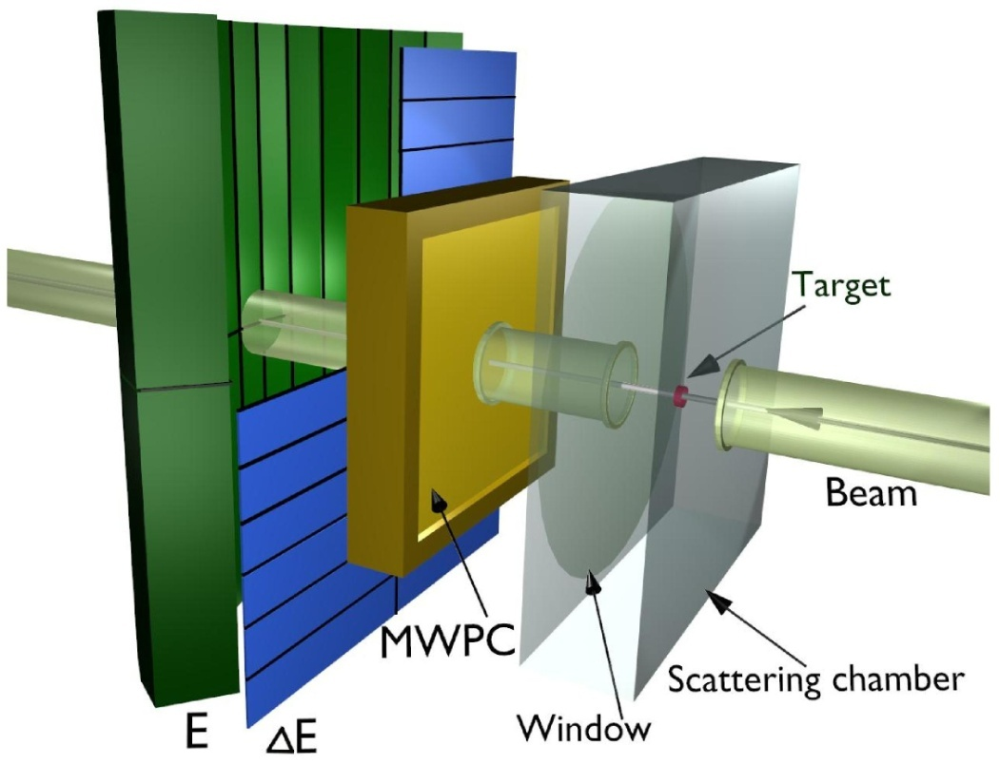 Target
Beam
MWPC
Scattering chamber
Window
E
ΔE